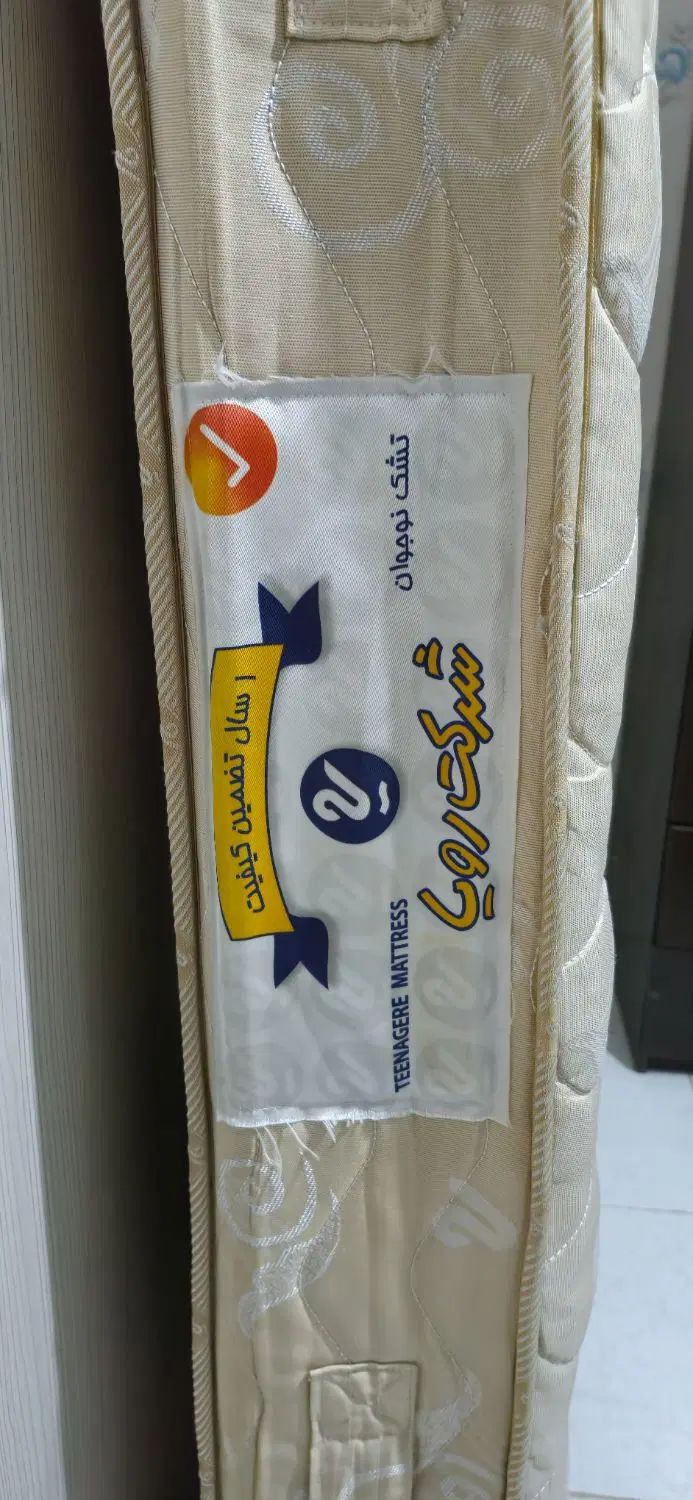 شرکت رویا
تشک نوجوان
TEENAGERE MATTRESS
۱ سال تضمین کیفیت